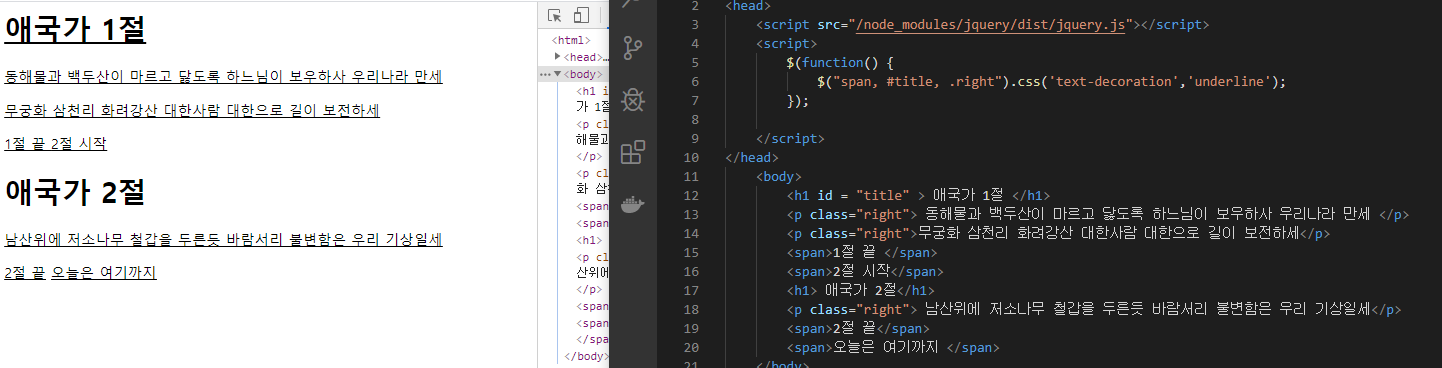 애국가 1절
동해물과 백두산이 마르고 닳도록 하느님이 보우하사 우리나라 만세
무궁화 삼천리 화려강산 대한사람 대한으로 길이 보전하세
1절 끝 2절 시작
애국가 2절
남산위에 저소나무 철갑을 두른듯 바람서리 불변함은 우리 기상일세
2절 끝 오늘은 여기까지
<html>
<head>…
<body>
<h1 i
가 1절
<p cl
해물과
</p>
<p cl
화 삼천
<span
<span
<h1>
<p cl
산위에
</p>
<span
<span
</spa
</body>
2 <head>
3 <script src="/node_modules/jquery/dist/jquery.js"></script>
4 <script>
5 $(function() {
6 $("span, #title, .right").css('text-decoration','underline');
7 });
8
9 </script>
10 </head>
11 <body>
12 <h1 id = "title" > 애국가 1절 </h1>
13 <p class="right"> 동해물과 백두산이 마르고 닳도록 하느님이 보우하사 우리나라 만세 </p>
14 <p class="right">무궁화 삼천리 화려강산 대한사람 대한으로 길이 보전하세</p>
15 <span>1절 끝 </span>
16 <span>2절 시작</span>
17 <h1> 애국가 2절</h1>
18 <p class="right"> 남산위에 저소나무 철갑을 두른듯 바람서리 불변함은 우리 기상일세</p>
19 <span>2절 끝</span>
20 <span>오늘은 여기까지 </span>
21 </body>